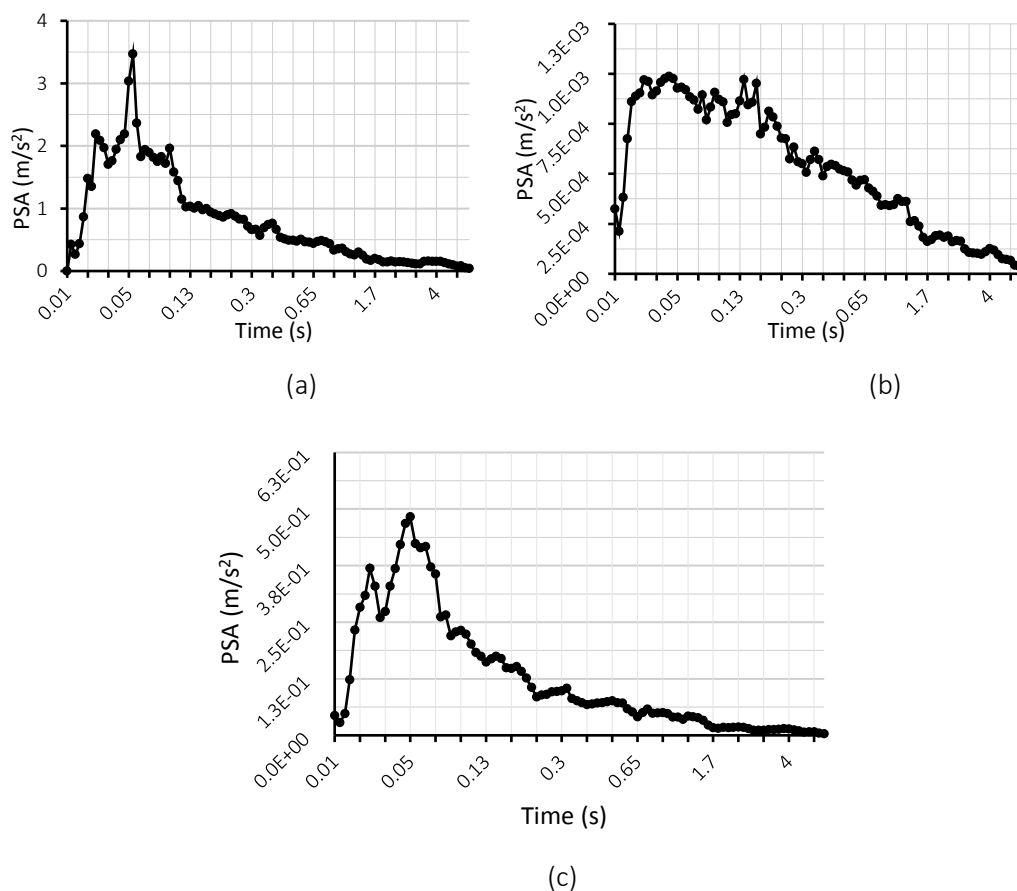 4
3
2
1
0
PSA (m/s²)
0.01
0.05
0.13
0.3
0.65
1.7
4
Time (s)
(a)
1.3E-03
1.0E-03
7.5E-04
5.0E-04
2.5E-04
0.0E+00
PSA (m/s²)
0.01
0.05
0.13
0.3
0.65
1.7
4
Time (s)
(b)
6.3E-01
5.0E-01
3.8E-01
2.5E-01
1.3E-01
0.0E+00
PSA (m/s²)
0.01
0.05
0.13
0.3
0.65
1.7
4
Time (s)
(c)